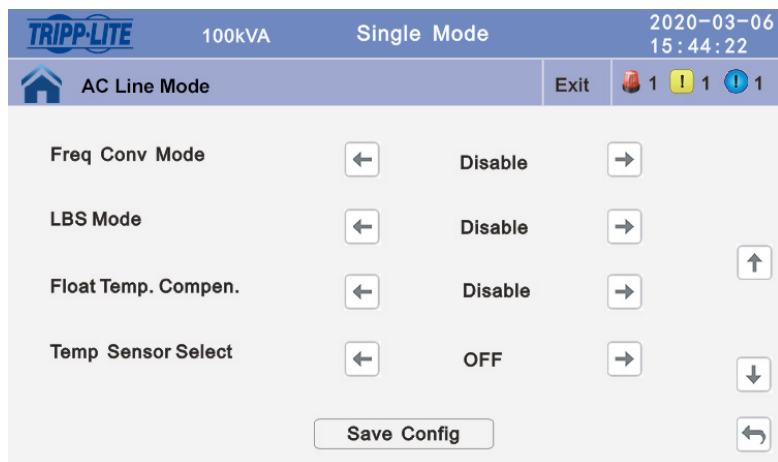 TRIPP·LITE 100kVA Single Mode 2020-03-06
15:44:22
AC Line Mode Exit 1 ! 1 ! 1
Freq Conv Mode Disable
LBS Mode Disable
Float Temp. Compen. Disable
Temp Sensor Select OFF
Save Config